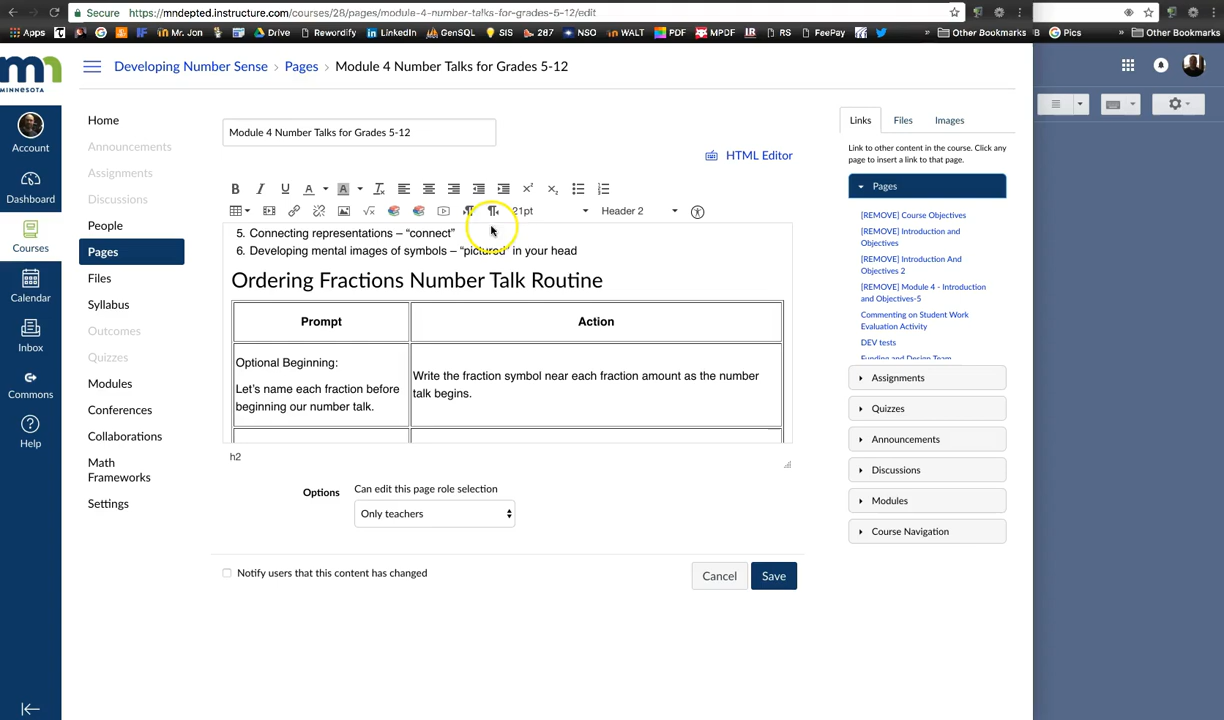 Secure https://mndepted.instructure.com/courses/28/pages/module-4-number-talks-for-grades-5-12/edit
Apps Mr. Jon Drive Rewordify LinkedIn GenSQL SIS 287 NSO WALT PDF MPDF RS FeePay » Other Bookmarks Pics » Other Bookmarks
MINNESOTA
Developing Number Sense › Pages › Module 4 Number Talks for Grades 5-12
Account
Dashboard
Courses
Calendar
Inbox
Commons
Help
Home
Announcements
Assignments
Discussions
People
Pages
Files
Syllabus
Outcomes
Quizzes
Modules
Conferences
Collaborations
Math
Frameworks
Settings
Module 4 Number Talks for Grades 5-12
HTML Editor
21pt Header 2
5. Connecting representations – “connect”
6. Developing mental images of symbols – “pictured” in your head
Ordering Fractions Number Talk Routine
Prompt Action
Optional Beginning:
Let’s name each fraction before
beginning our number talk.
Write the fraction symbol near each fraction amount as the number
talk begins.
h2
Options Can edit this page role selection
Only teachers
Notify users that this content has changed
Cancel Save
Links Files Images
Link to other content in the course. Click any
page to insert a link to that page.
Pages
[REMOVE] Course Objectives
[REMOVE] Introduction and
Objectives
[REMOVE] Introduction And
Objectives 2
[REMOVE] Module 4 - Introduction
and Objectives-5
Commenting on Student Work
Evaluation Activity
DEV tests
Funding and Design Team
Assignments
Quizzes
Announcements
Discussions
Modules
Course Navigation